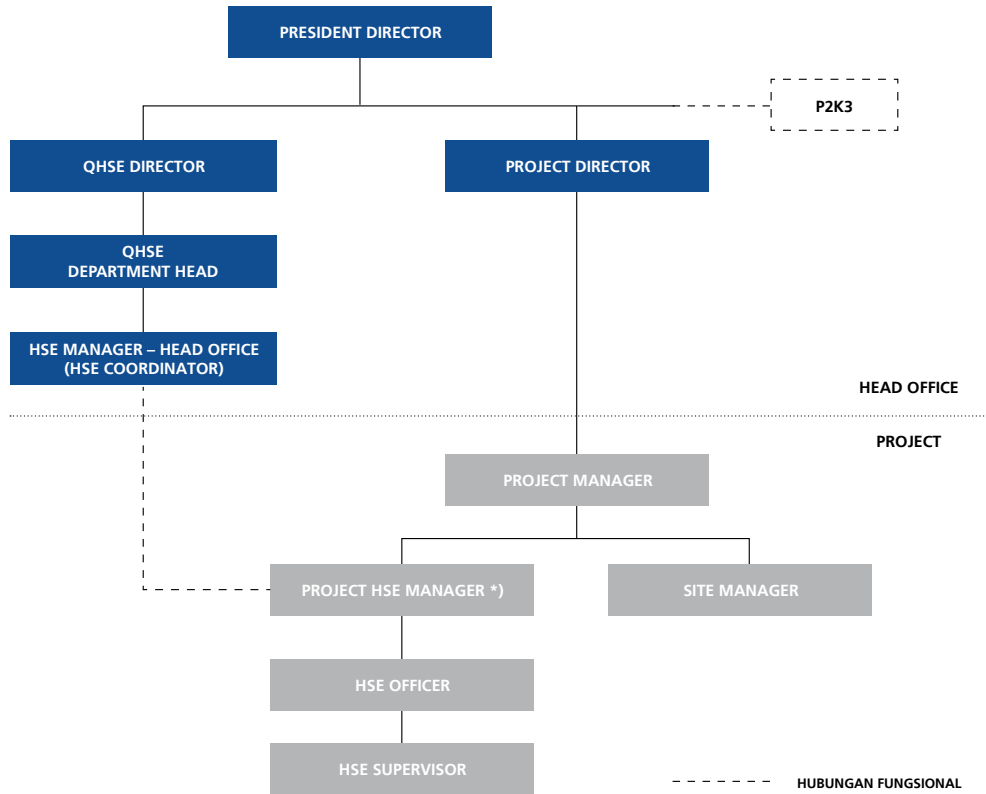 PRESIDENT DIRECTOR
P2K3
QHSE DIRECTOR
PROJECT DIRECTOR
QHSE
DEPARTMENT HEAD
HSE MANAGER – HEAD OFFICE
(HSE COORDINATOR)
HEAD OFFICE
PROJECT
PROJECT MANAGER
PROJECT HSE MANAGER *)
SITE MANAGER
HSE OFFICER
HSE SUPERVISOR
HUBUNGAN FUNGSIONAL